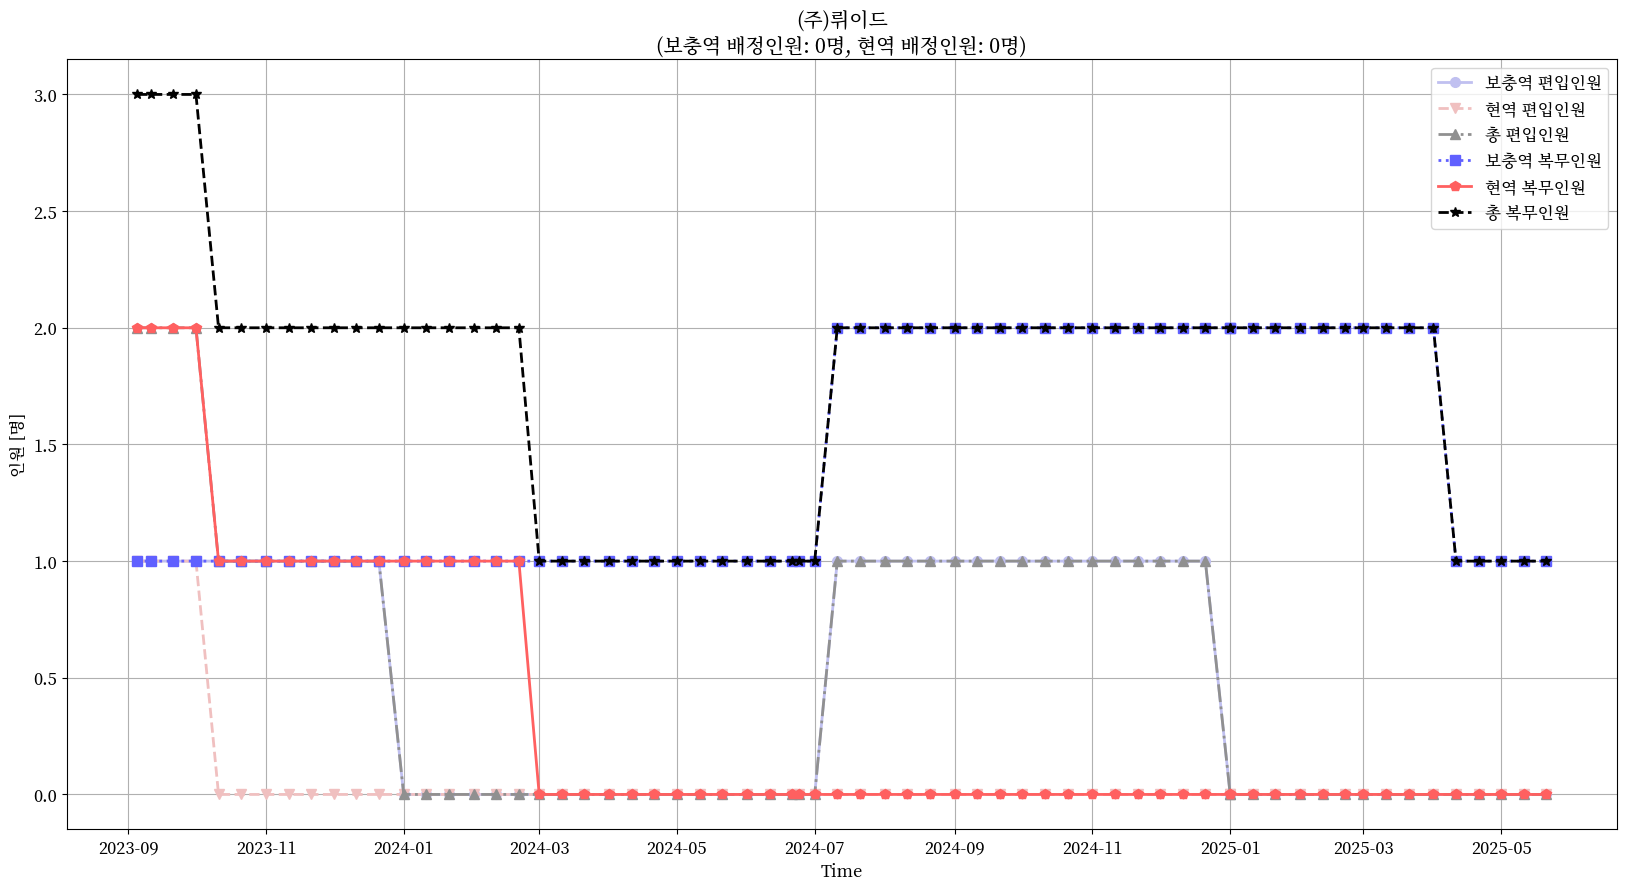 (주)뤼이드
(보충역 배정인원: 0명, 현역 배정인원: 0명)
보충역 편입인원
현역 편입인원
총 편입인원
보충역 복무인원
현역 복무인원
총 복무인원
인원 [명]
3.0
2.5
2.0
1.5
1.0
0.5
0.0
2023-09
2023-11
2024-01
2024-03
2024-05
2024-07
2024-09
2024-11
2025-01
2025-03
2025-05
Time